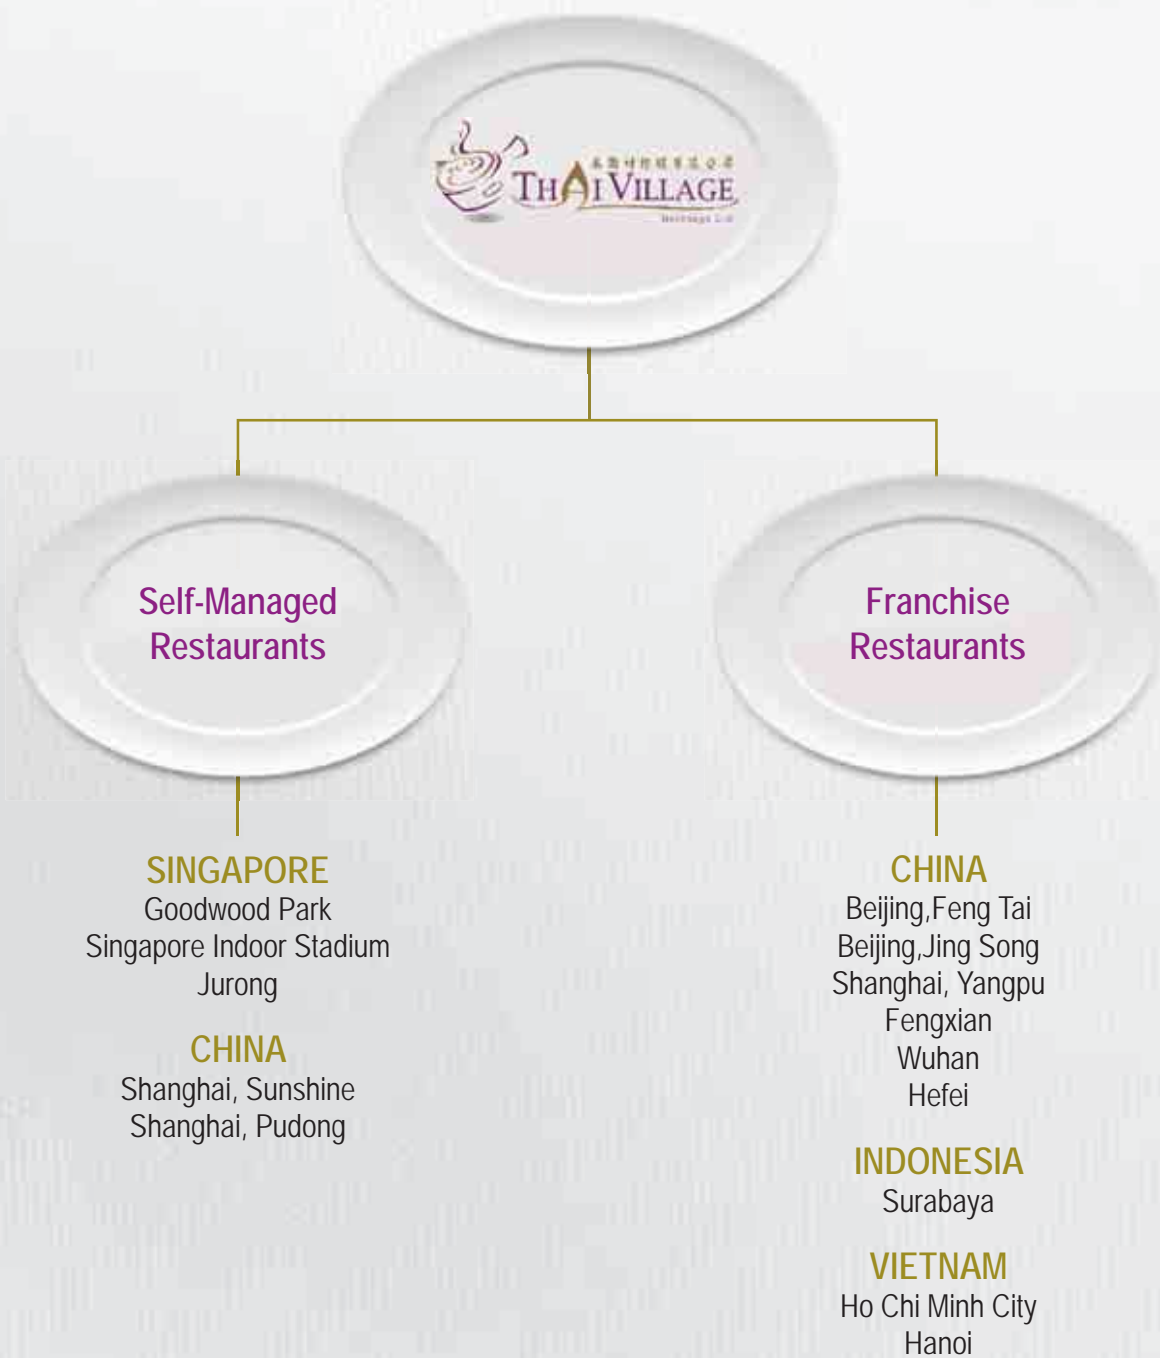 THAI VILLAGE
Holdings Ltd
Self-Managed
Restaurants
SINGAPORE
Goodwood Park
Singapore Indoor Stadium
Jurong
CHINA
Shanghai, Sunshine
Shanghai, Pudong
Franchise
Restaurants
CHINA
Beijing,Feng Tai
Beijing,Jing Song
Shanghai, Yangpu
Fengxian
Wuhan
Hefei
INDONESIA
Surabaya
VIETNAM
Ho Chi Minh City
Hanoi